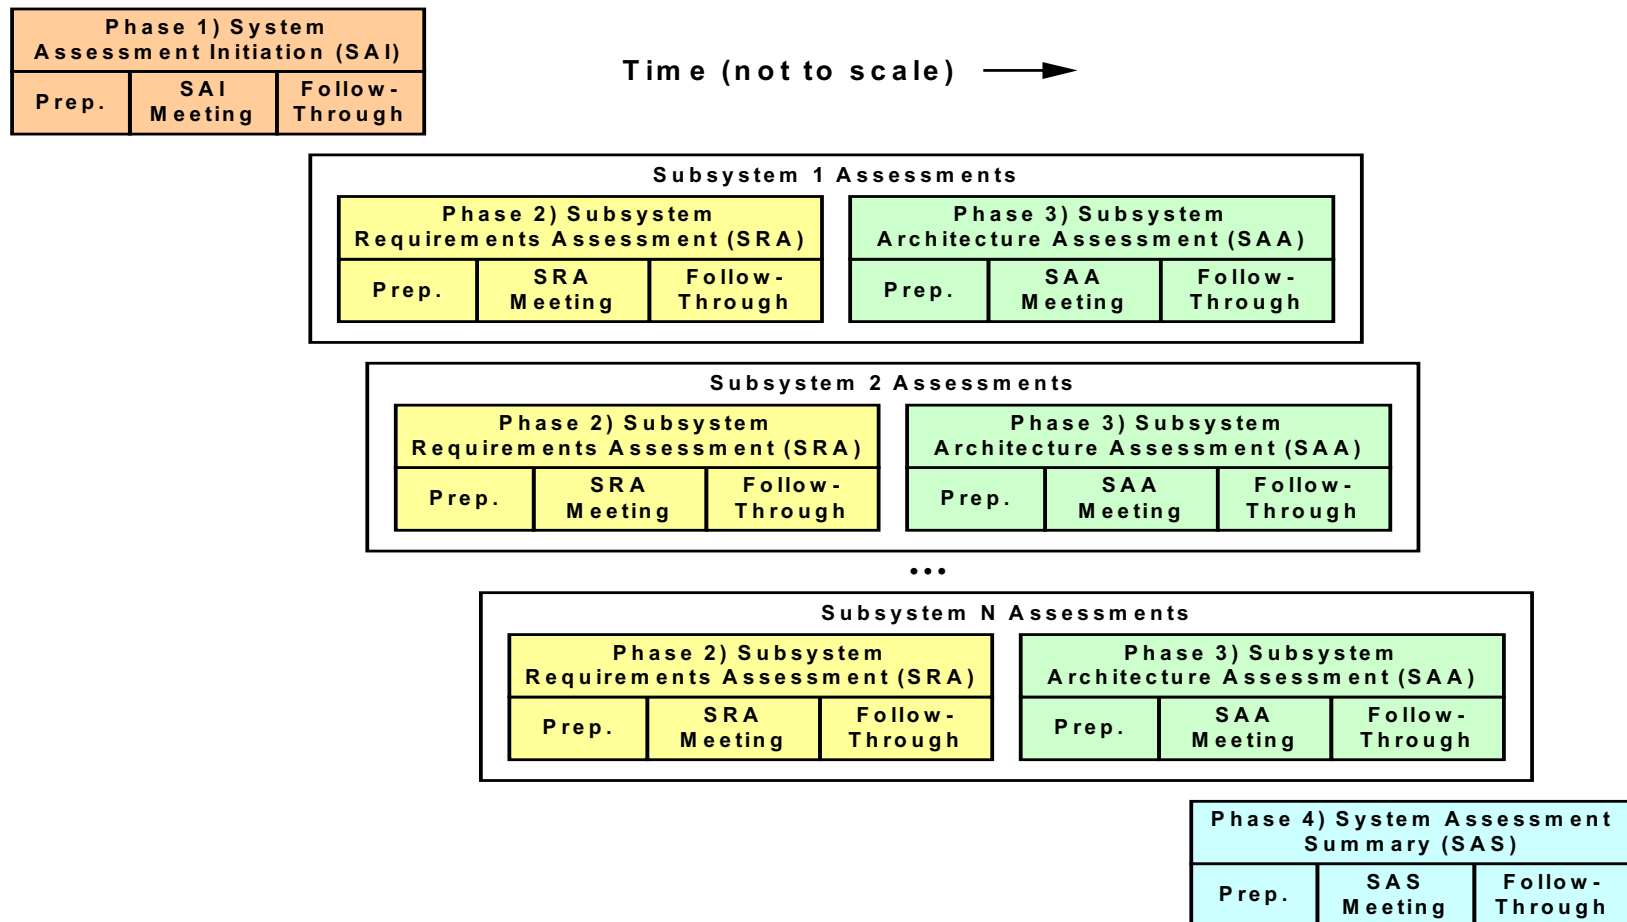 Phase 1) System
Assessment Initiation (SAI)
Prep.
SAI
Meeting
Follow-
Through
Time (not to scale)
Subsystem 1 Assessments
Phase 2) Subsystem
Requirements Assessment (SRA)
Prep.
SRA
Meeting
Follow-
Through
Phase 3) Subsystem
Architecture Assessment (SAA)
Prep.
SAA
Meeting
Follow-
Through
Subsystem 2 Assessments
Phase 2) Subsystem
Requirements Assessment (SRA)
Prep.
SRA
Meeting
Follow-
Through
Phase 3) Subsystem
Architecture Assessment (SAA)
Prep.
SAA
Meeting
Follow-
Through
...
Subsystem N Assessments
Phase 2) Subsystem
Requirements Assessment (SRA)
Prep.
SRA
Meeting
Follow-
Through
Phase 3) Subsystem
Architecture Assessment (SAA)
Prep.
SAA
Meeting
Follow-
Through
Phase 4) System Assessment
Summary (SAS)
Prep.
SAS
Meeting
Follow-
Through